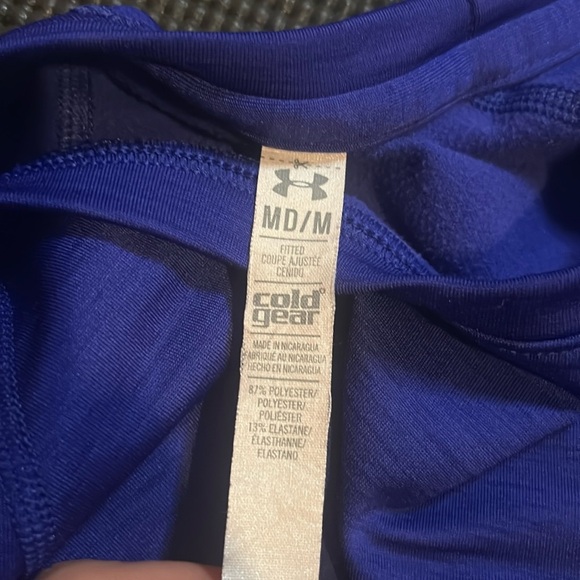 MD/M
FITTED
COUPE AJUSTÉE
CENIDO
cold
gear
MADE IN NICARAGUA
FABRIQUÉ AU NICARAGUA
HECHO EN NICARAGUA
87% POLYESTER/
POLYESTER/
POLIÉSTER
13% ELASTANE/
ÉLASTHANNE/
ELASTANO